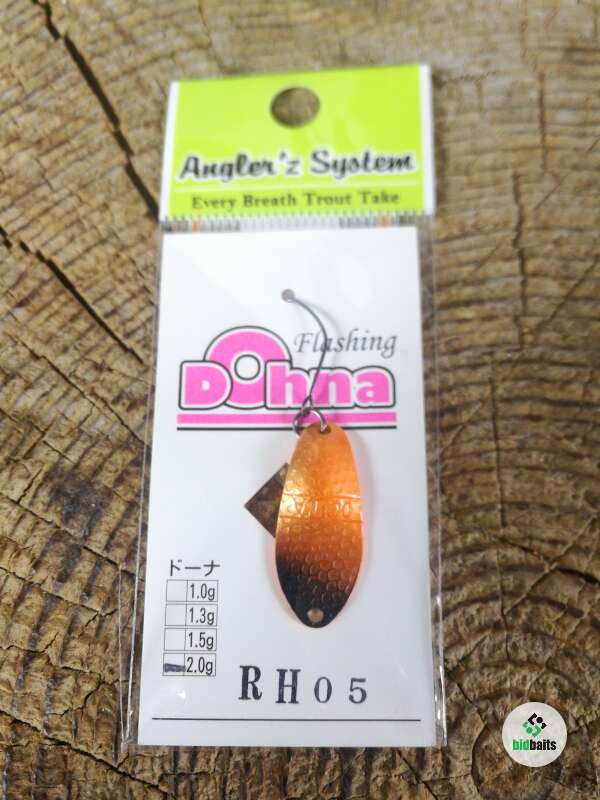 Angler'z System
Every Breath Trout Take
Flashing
Dohna
ドーナ
1.0g
1.3g
1.5g
2.0g
RH05
bidbaits